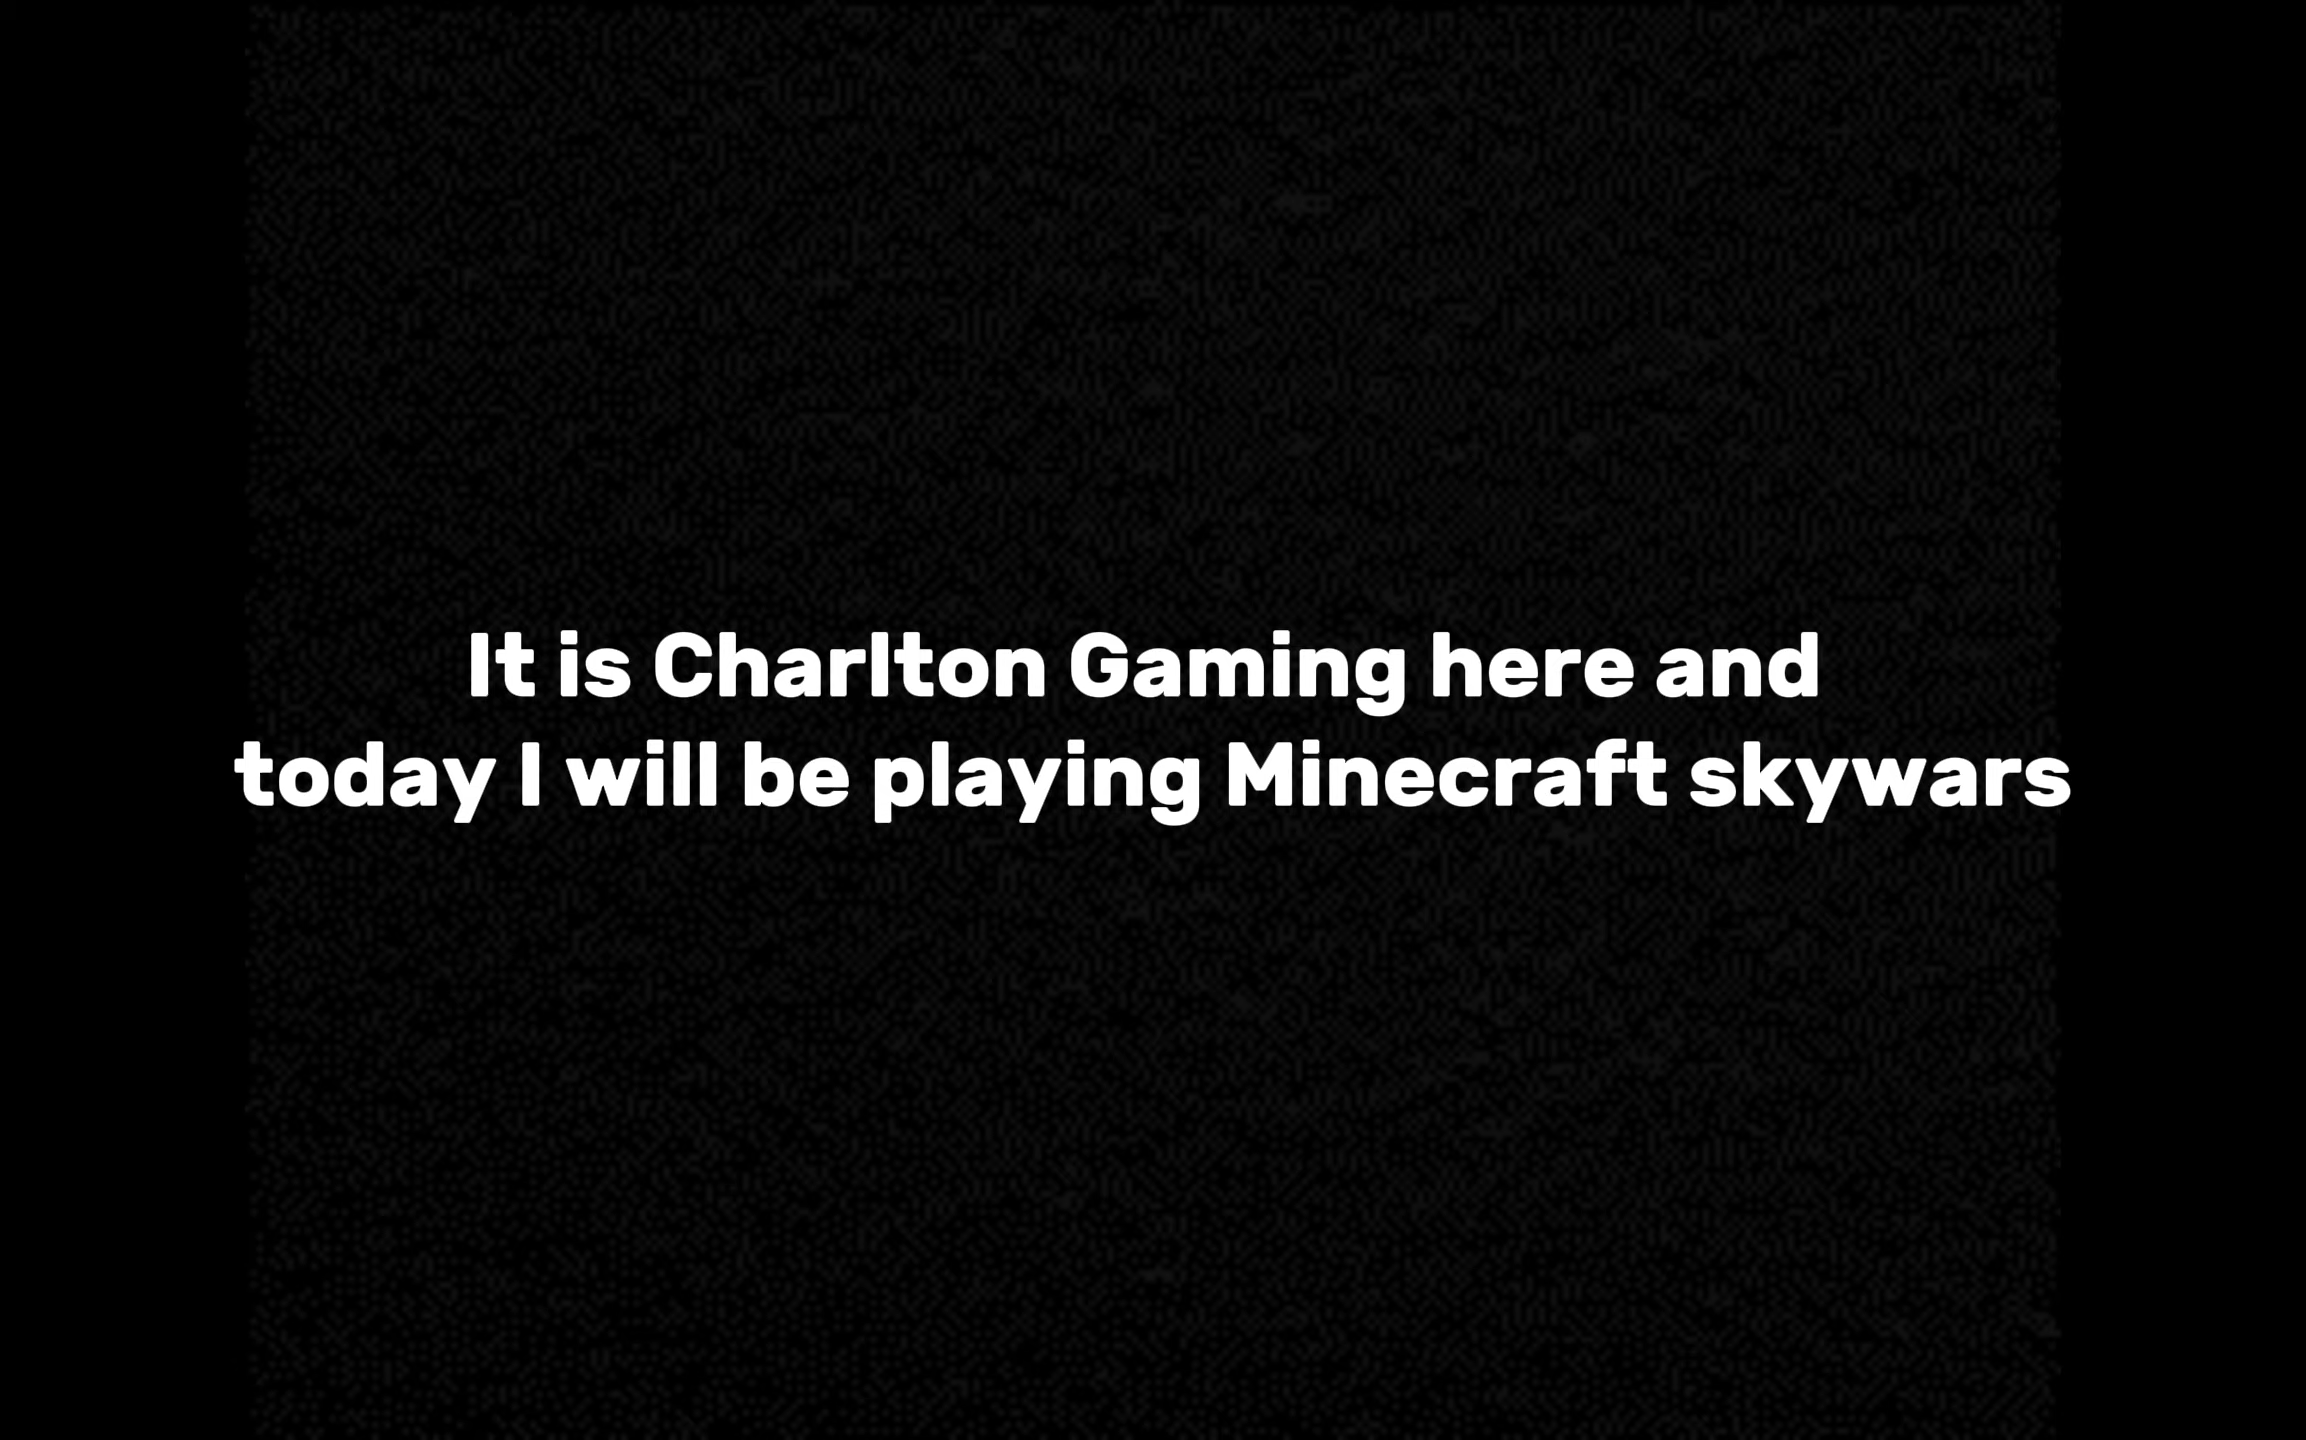 It is Charlton Gaming here and
today I will be playing Minecraft skywars